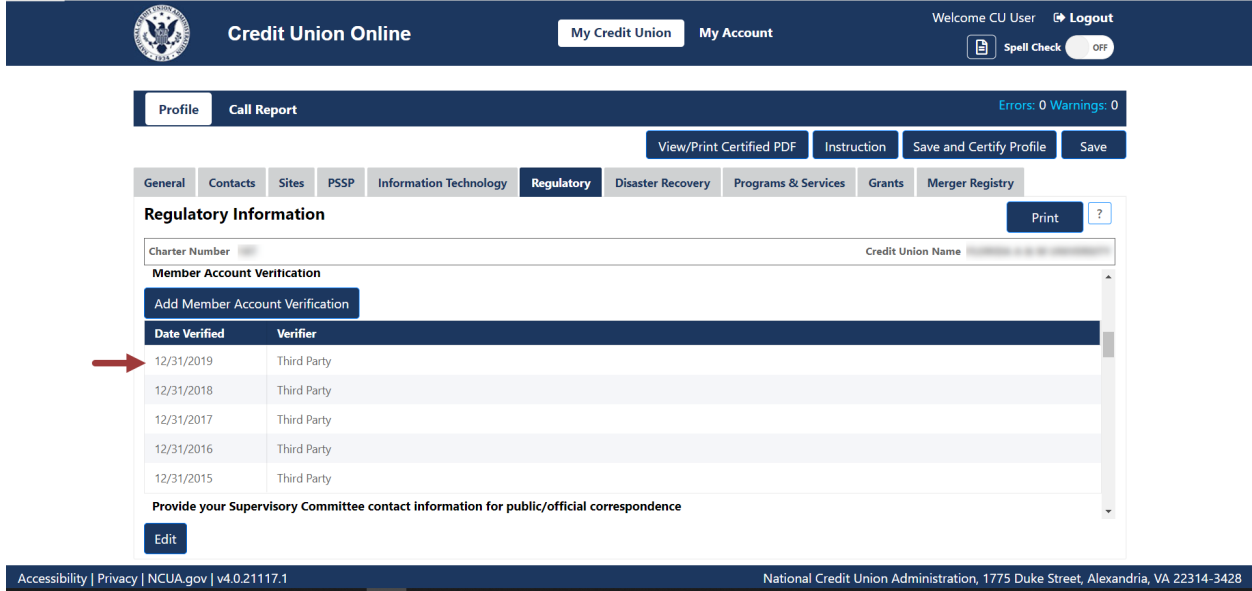 Welcome CU User Logout
Credit Union Online My Credit Union My Account
Spell Check OFF
Profile Call Report Errors: 0 Warnings: 0
View/Print Certified PDF Instruction Save and Certify Profile Save
General Contacts Sites PSSP Information Technology Regulatory Disaster Recovery Programs & Services Grants Merger Registry
Regulatory Information Print ?
Charter Number Credit Union Name
Member Account Verification
Add Member Account Verification
Date Verified Verifier
12/31/2019 Third Party
12/31/2018 Third Party
12/31/2017 Third Party
12/31/2016 Third Party
12/31/2015 Third Party
Provide your Supervisory Committee contact information for public/official correspondence
Edit
Accessibility | Privacy | NCUA.gov | v4.0.21117.1 National Credit Union Administration, 1775 Duke Street, Alexandria, VA 22314-3428